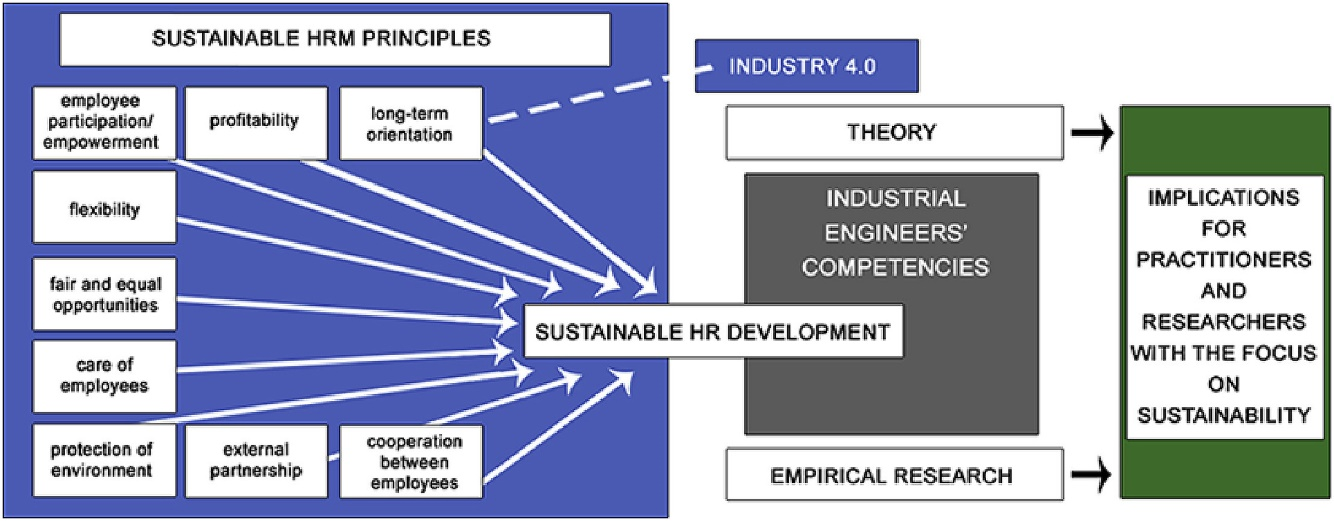 SUSTAINABLE HRM PRINCIPLES
INDUSTRY 4.0
employee
participation/
empowerment
profitability
long-term
orientation
THEORY
flexibility
INDUSTRIAL
ENGINEERS'
COMPETENCIES
IMPLICATIONS
FOR
PRACTITIONERS
AND
RESEARCHERS
WITH THE FOCUS
ON
SUSTAINABILITY
fair and equal
opportunities
SUSTAINABLE HR DEVELOPMENT
care of
employees
protection of
environment
external
partnership
cooperation
between
employees
EMPIRICAL RESEARCH